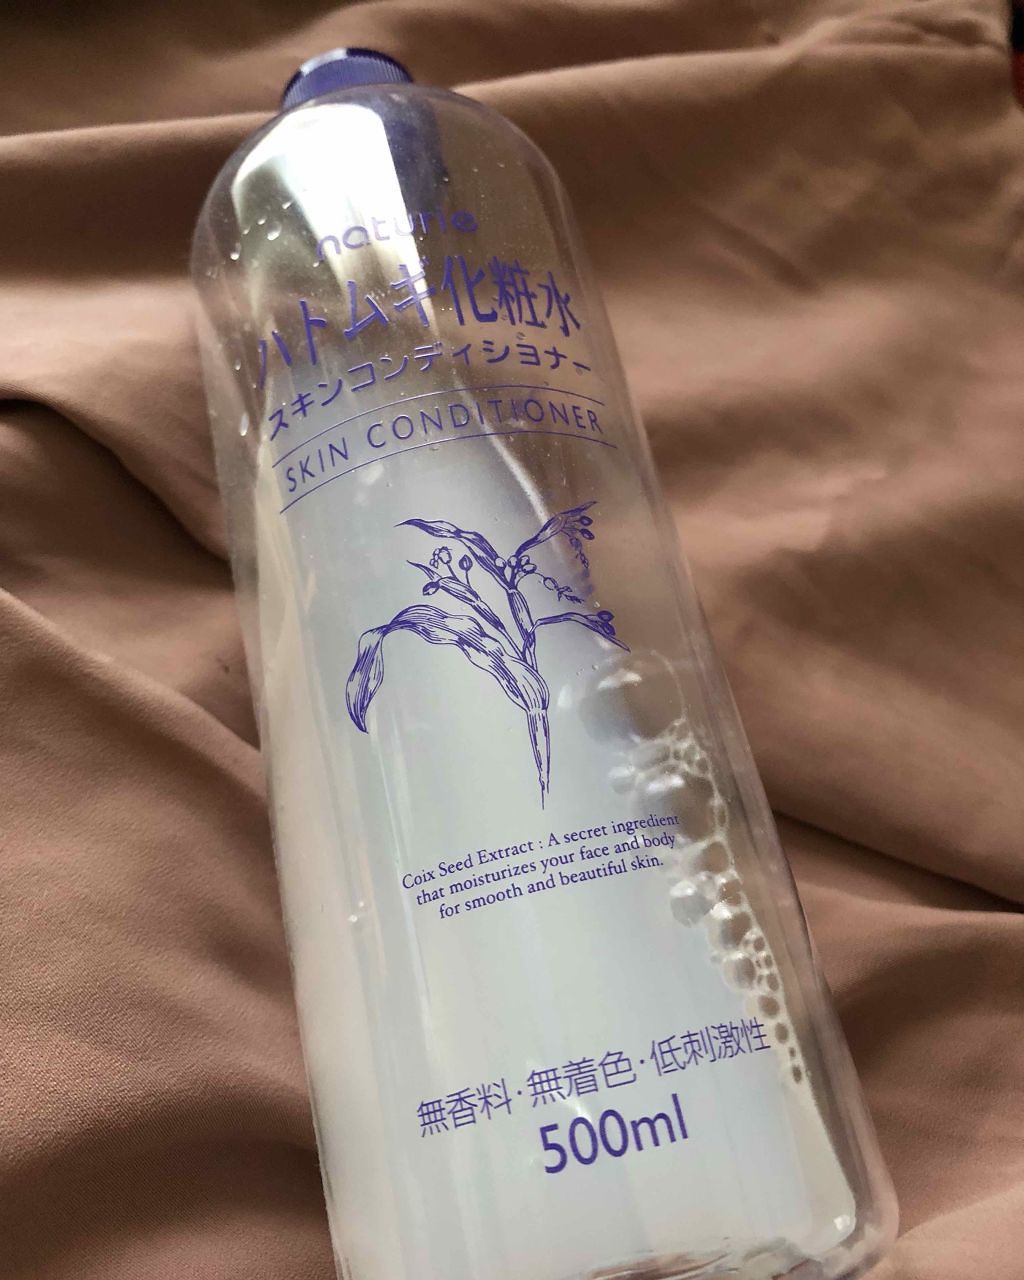 naturie
ハトムギ化粧水
スキンコンディショナー
SKIN CONDITIONER
Coix Seed Extract : A secret ingredient
that moisturizes your face and body
for smooth and beautiful skin.
無香料・無着色・低刺激性
500ml